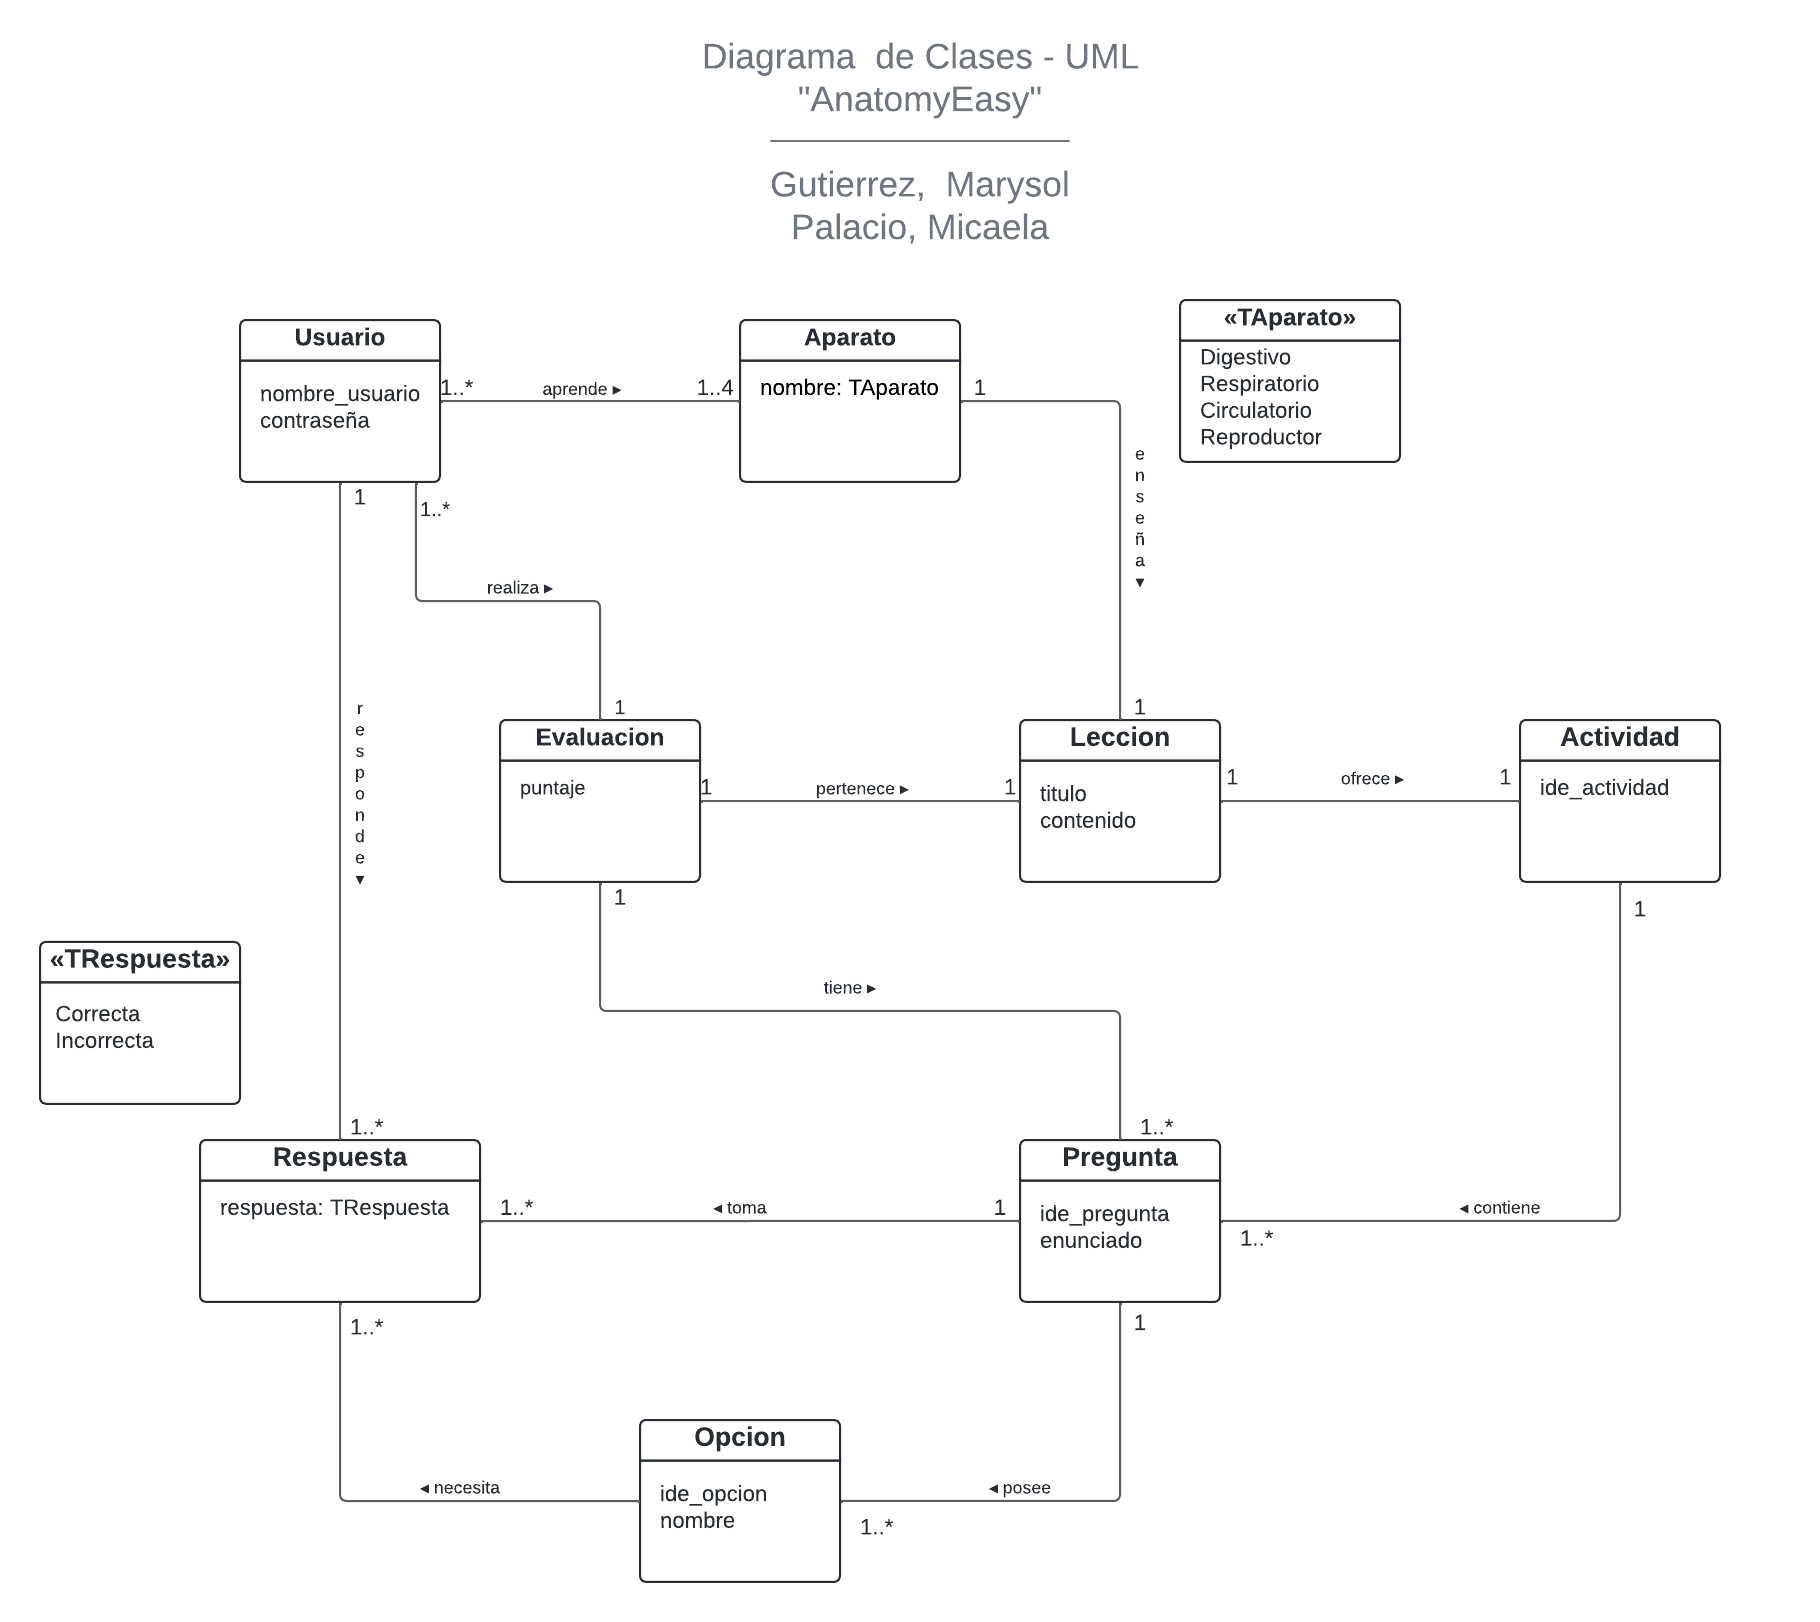 Diagrama  de Clases - UML
"AnatomyEasy"
Gutierrez,  Marysol
Palacio, Micaela
«TAparato»
Digestivo
Respiratorio
Circulatorio
Reproductor
Usuario
nombre_usuario
contraseña
1..*
aprende ►
1..4
Aparato
nombre: TAparato
1
enseña▼
1
1..*
realiza ►
1
responde▼
1
Evaluacion
puntaje
1
pertenece ►
1
Leccion
titulo
contenido
1
ofrece ►
1
Actividad
ide_actividad
1
1
«TRespuesta»
Correcta
Incorrecta
tiene ►
1..*
1..*
Respuesta
respuesta: TRespuesta
1..*
◄ toma
1
Pregunta
ide_pregunta
enunciado
◄ contiene
1..*
1..*
1
Opcion
ide_opcion
nombre
◄ necesita
◄ posee
1..*